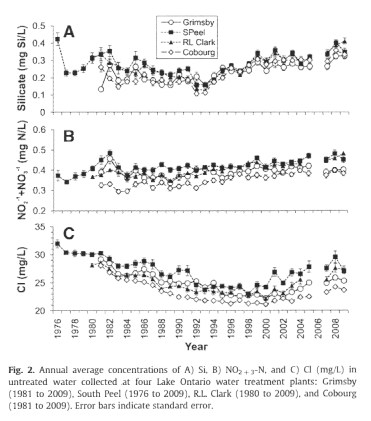 A
Grimsby
SPeel
RL Clark
Cobourg
Silicate (mg Si/L)
0.5
0.4
0.3
0.2
0.1
0
B
NO₂⁻¹+NO₃⁻ (mg N/L)
0.6
0.5
0.4
0.3
0.2
C
Cl (mg/L)
35
30
25
20
1976 1978 1980 1982 1984 1986 1988 1990 1992 1994 1996 1998 2000 2002 2004 2006 2008
Year
Fig. 2. Annual average concentrations of A) Si, B) NO₂ ₊ ₃-N, and C) Cl (mg/L) in
untreated water collected at four Lake Ontario water treatment plants: Grimsby
(1981 to 2009), South Peel (1976 to 2009), R.L. Clark (1980 to 2009), and Cobourg
(1981 to 2009). Error bars indicate standard error.